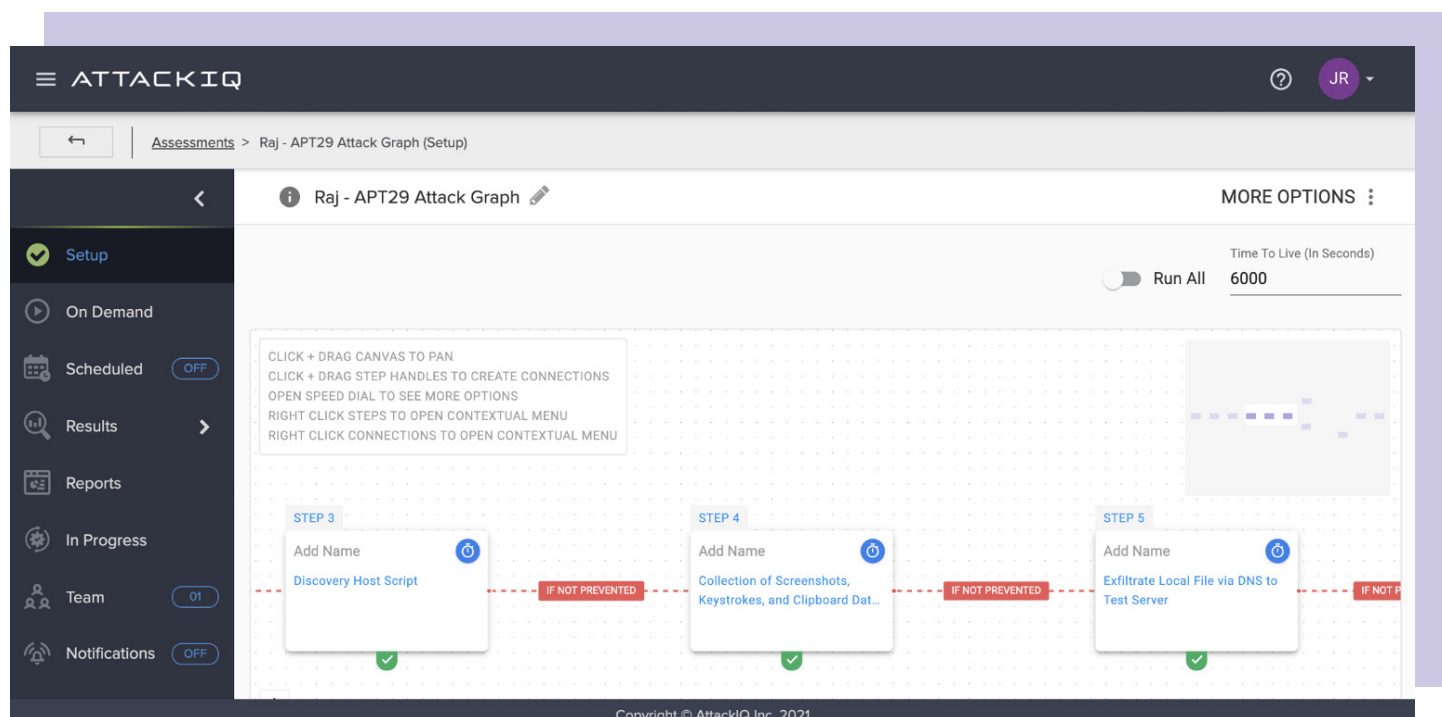 ATTACKIQ
JR
Assessments > Raj - APT29 Attack Graph (Setup)
Raj - APT29 Attack Graph
MORE OPTIONS
Setup
On Demand
Scheduled OFF
Results
Reports
In Progress
Team 01
Notifications OFF
Run All
Time To Live (In Seconds)
6000
CLICK + DRAG CANVAS TO PAN
CLICK + DRAG STEP HANDLES TO CREATE CONNECTIONS
OPEN SPEED DIAL TO SEE MORE OPTIONS
RIGHT CLICK STEPS TO OPEN CONTEXTUAL MENU
RIGHT CLICK CONNECTIONS TO OPEN CONTEXTUAL MENU
STEP 3
Add Name
Discovery Host Script
IF NOT PREVENTED
STEP 4
Add Name
Collection of Screenshots,
Keystrokes, and Clipboard Dat...
IF NOT PREVENTED
STEP 5
Add Name
Exfiltrate Local File via DNS to
Test Server
IF NOT P
Copyright © AttackIQ Inc. 2021